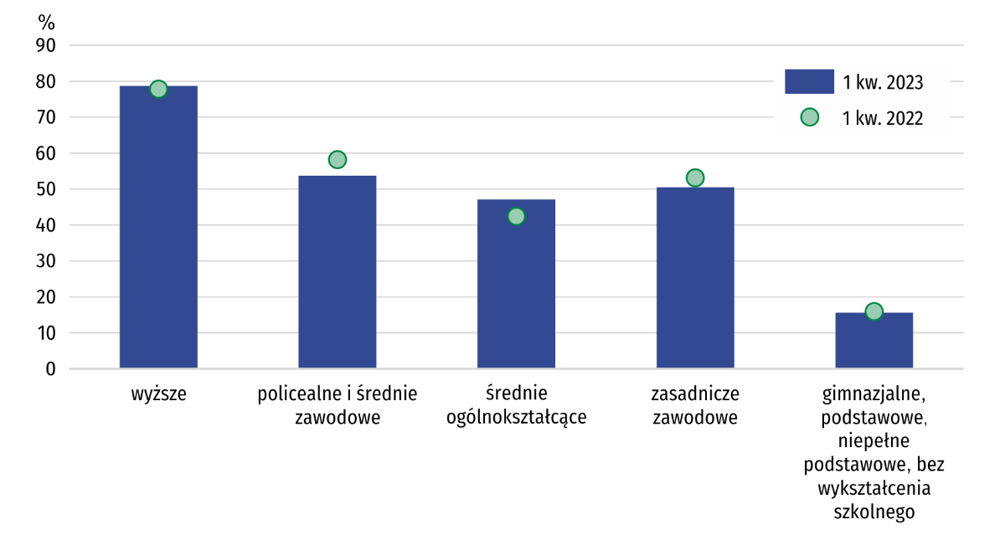 %
90
80
70
60
50
40
30
20
10
0
1 kw. 2023
1 kw. 2022
wyższe
policealne i średnie
zawodowe
średnie
ogólnokształcące
zasadnicze
zawodowe
gimnazjalne,
podstawowe,
niepełne
podstawowe, bez
wykształcenia
szkolnego